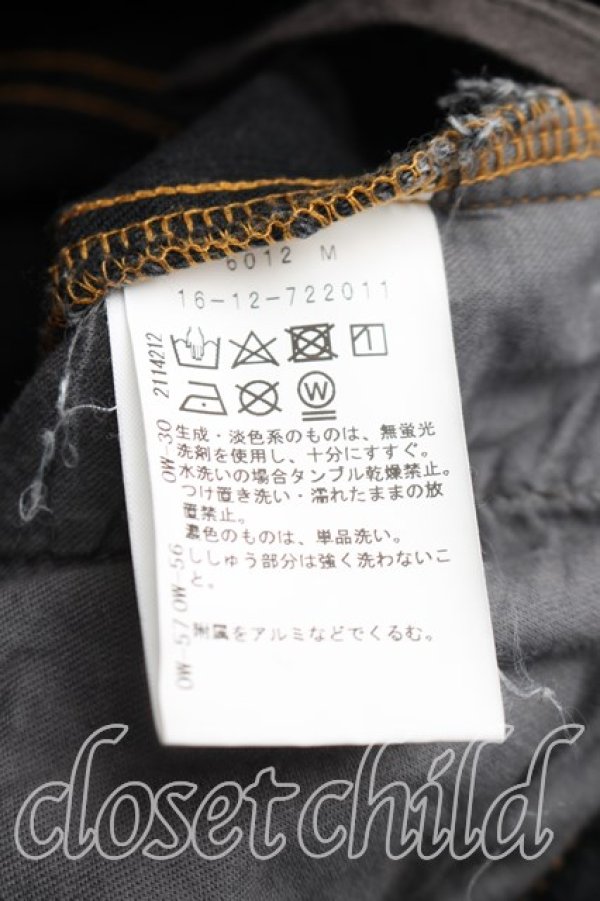 6012 M
16-12-722011
W
生成・淡色系のものは、無蛍光
洗剤を使用し、十分にすすぐ。
水洗いの場合タンブル乾燥禁止。
つけ置き洗い・濡れたままの放
置禁止。
濃色のものは、単品洗い。
ししゅう部分は強く洗わないこ
と。
附属をアルミなどでくるむ。
0W-57 0W-56 0W-30 2114212
closet child